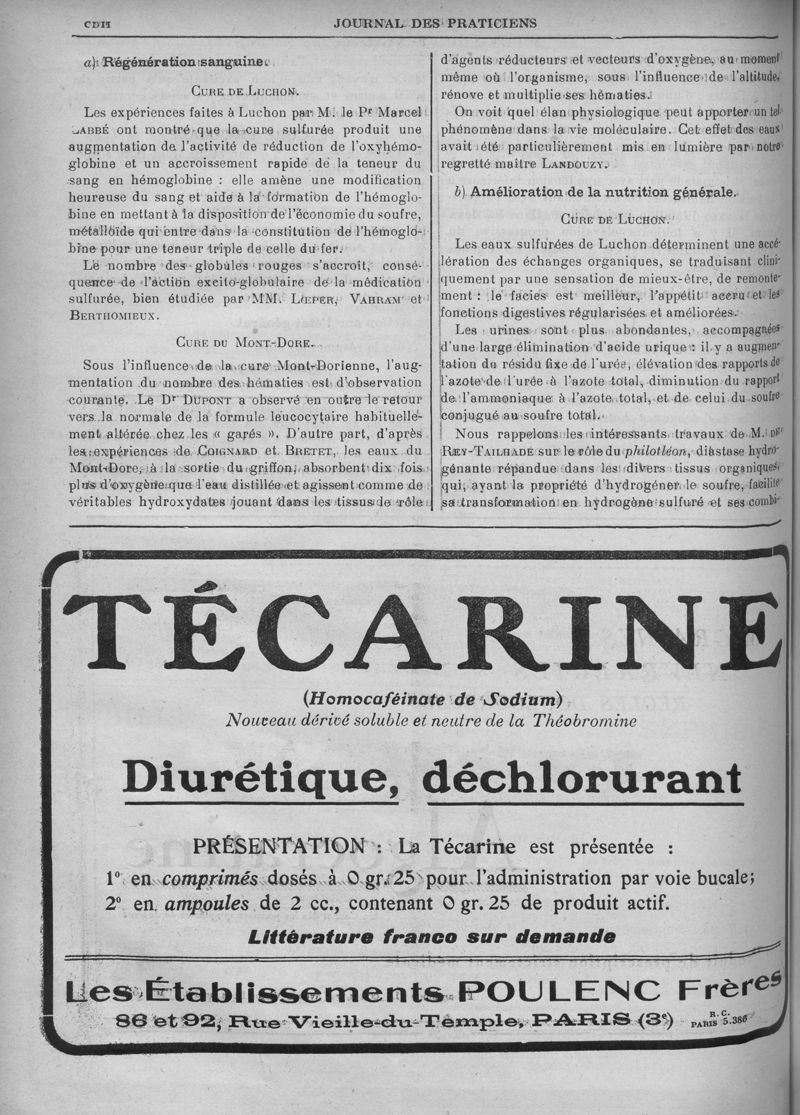 CDII
JOURNAL DES PRATICIENS
a) Régénération sanguine.
CURE DE LUCHON.
Les expériences faites à Luchon par M. le Pr Marcel
LABBÉ ont montré que la cure sulfurée produit une
augmentation de l'activité de réduction de l'oxyhémo-
globine et un accroissement rapide de la teneur du
sang en hémoglobine : elle amène une modification
heureuse du sang et aide à la formation de l'hémoglo-
bine en mettant à la disposition de l'économie du soufre,
métalloïde qui entre dans la constitution de l'hémoglo-
bine pour une teneur triple de celle du fer.
Le nombre des globules rouges s'accroît, consé-
quence de l'action excito-globulaire de la médication
sulfurée, bien étudiée par MM. LŒPER, VAHRAM et
BERTHOMIEUX.
CURE DU MONT-DORE.
Sous l'influence de la cure Mont-Dorienne, l'aug-
mentation du nombre des hématies est d'observation
courante. Le Dr DUPONT a observé en outre le retour
vers la normale de la formule leucocytaire habituelle-
ment altérée chez les « garés ». D'autre part, d'après
les expériences de COIGNARD et BRETET, les eaux du
Mont-Dore, à la sortie du griffon, absorbent dix fois
plus d'oxygène que l'eau distillée et agissent comme de
véritables hydroxydates jouant dans les tissus de rôle
d'agents réducteurs et vecteurs d'oxygène, au moment
même où l'organisme, sous l'influence de l'altitude,
rénove et multiplie ses hématies.
On voit quel élan physiologique peut apporter un tel
phénomène dans la vie moléculaire. Cet effet des eaux
avait été particulièrement mis en lumière par notre
regretté maître LANDOUZY.
b) Amélioration de la nutrition générale.
CURE DE LUCHON.
Les eaux sulfurées de Luchon déterminent une accé-
lération des échanges organiques, se traduisant clini-
quement par une sensation de mieux-être, de remonte-
ment : le facies est meilleur, l'appétit accru et les
fonctions digestives régularisées et améliorées.
Les urines sont plus abondantes, accompagnées
d'une large élimination d'acide urique : il y a augmen-
tation du résidu fixe de l'urée, élévation des rapports de
l'azote de l'urée à l'azote total, diminution du rapport
de l'ammoniaque à l'azote total, et de celui du soufre
conjugué au soufre total.
Nous rappelons les intéressants travaux de M. DE
REY-TAILHADE sur le rôle du philotléon, diastase hydro-
génante répandue dans les divers tissus organiques,
qui, ayant la propriété d'hydrogéner le soufre, facilite
sa transformation en hydrogène sulfuré et ses combi-
TÉCARINE
(Homocaféinate de Sodium)
Nouveau dérivé soluble et neutre de la Théobromine
Diurétique, déchlorurant
PRÉSENTATION : La Técarine est présentée :
1° en comprimés dosés à 0 gr. 25 pour l'administration par voie bucale;
2° en ampoules de 2 cc., contenant 0 gr. 25 de produit actif.
Littérature franco sur demande
Les Établissements POULENC Frères
86 et 92, Rue Vieille-du-Temple, PARIS (3e) R. C. PARIS 5.386